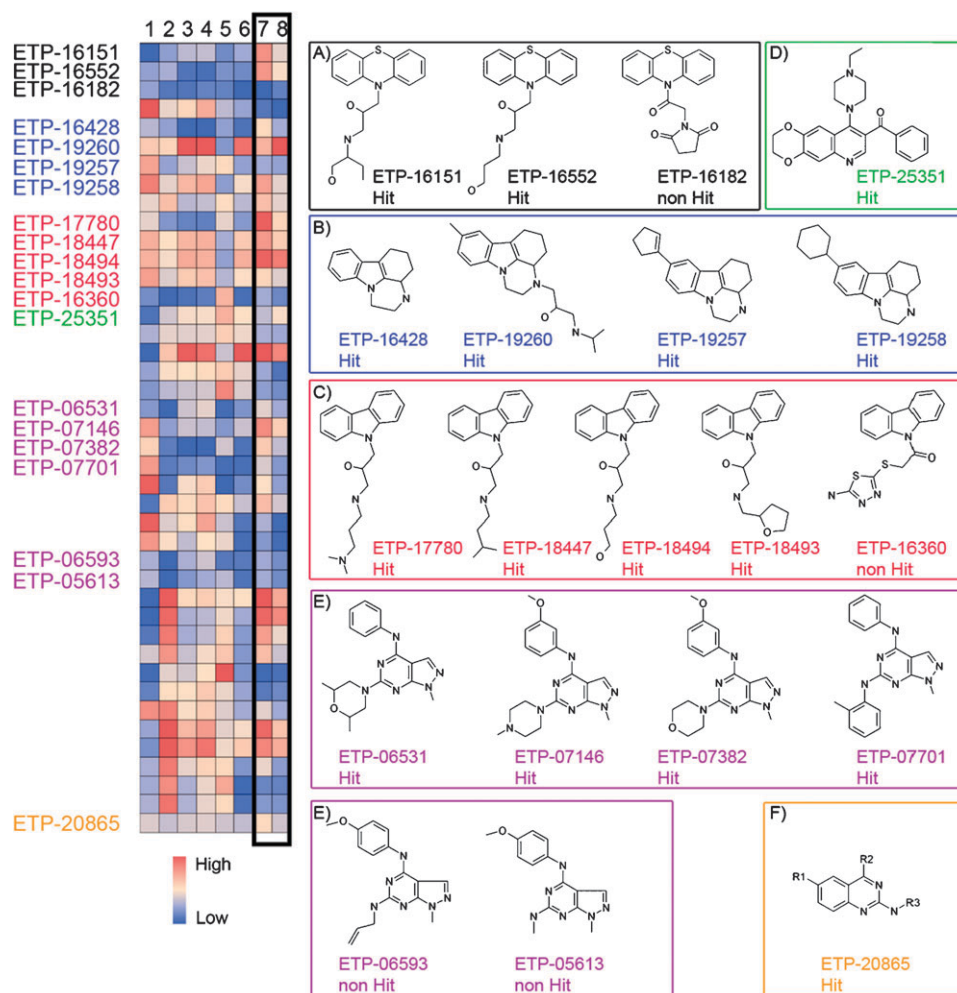 1 2 3 4 5 6 7 8
ETP-16151
ETP-16552
ETP-16182
ETP-16428
ETP-19260
ETP-19257
ETP-19258
ETP-17780
ETP-18447
ETP-18494
ETP-18493
ETP-16360
ETP-25351
ETP-06531
ETP-07146
ETP-07382
ETP-07701
ETP-06593
ETP-05613
ETP-20865
High
Low
A)
S S S
N N N
O O O
N N N
O O
O
O
ETP-16151 ETP-16552 ETP-16182
Hit Hit non Hit
D)
N
N
O
O
O
N
ETP-25351
Hit
B)
N N N N
N N N N
O
N
ETP-16428 ETP-19260 ETP-19257 ETP-19258
Hit Hit Hit Hit
C)
N N N N N
O O O O O
S
S
N N N N N
N-N
O
O
N
ETP-17780 ETP-18447 ETP-18494 ETP-18493 ETP-16360
Hit Hit Hit Hit non Hit
E)
O O
N N N N
N N N N
N N N N N
N N N N
N N N N
O N O
N
ETP-06531 ETP-07146 ETP-07382 ETP-07701
Hit Hit Hit Hit
E)
O O
N N
N N
N N
N N N N
N N
ETP-06593 ETP-05613
non Hit non Hit
F)
R2
R1
N
N N R3
ETP-20865
Hit